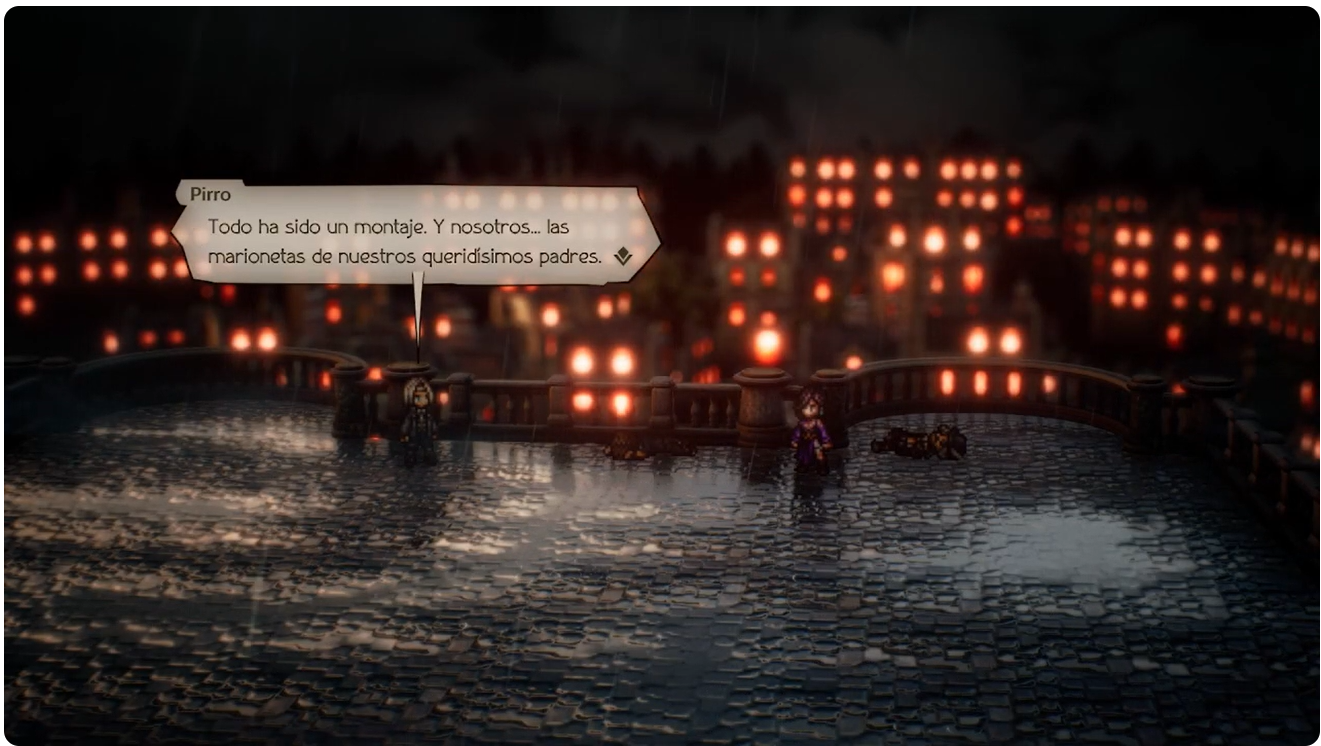 Pirro
Todo ha sido un montaje. Y nosotros... las
marionetas de nuestros queridísimos padres.